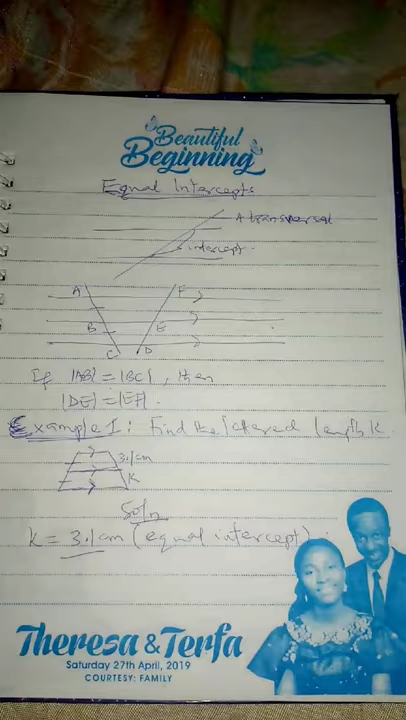 Beautiful
Beginning
Equal Intercepts
A transversal
intercept.
A F
B E
C D
If |AB| = |BC|, then
|DE| = |EF|.
Example 1: Find the lettered length k.
3.1cm
k
Soln
k = 3.1cm (equal intercept).
Theresa & Terfa
Saturday 27th April, 2019
COURTESY: FAMILY